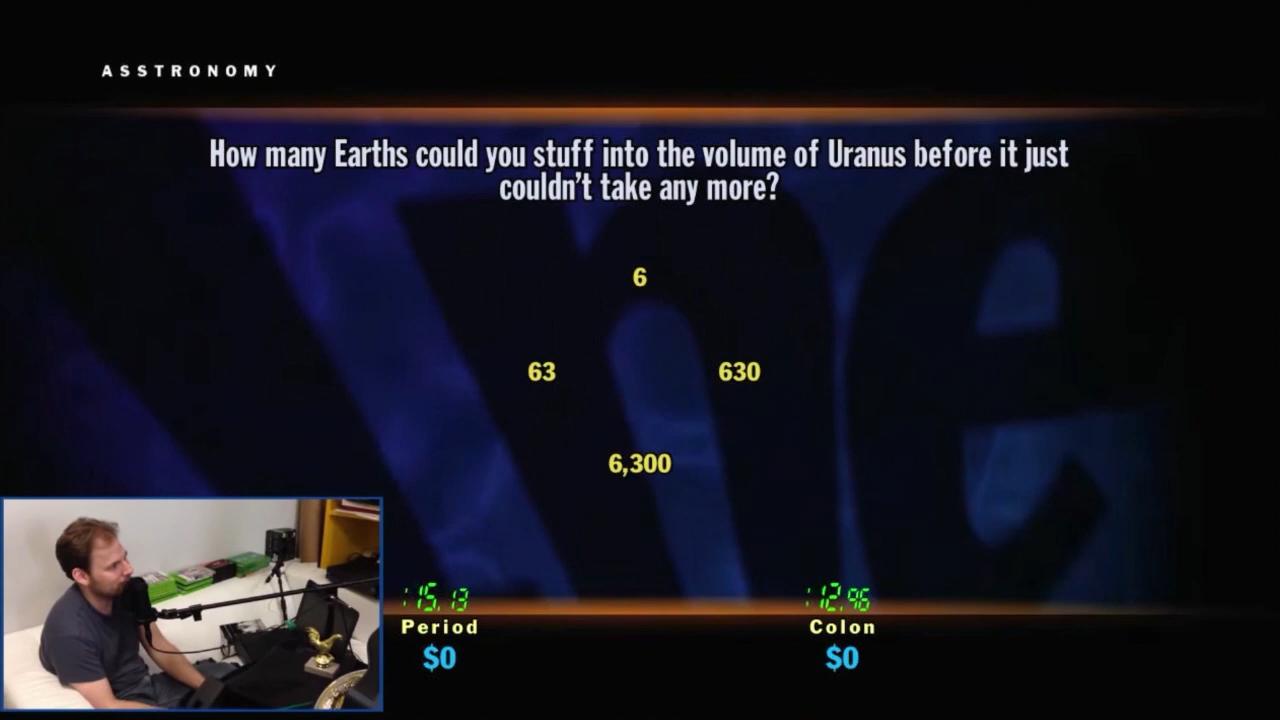 ASSTRONOMY
How many Earths could you stuff into the volume of Uranus before it just
couldn't take any more?
6
63 630
6,300
:15.13 :12.96
Period Colon
$0 $0